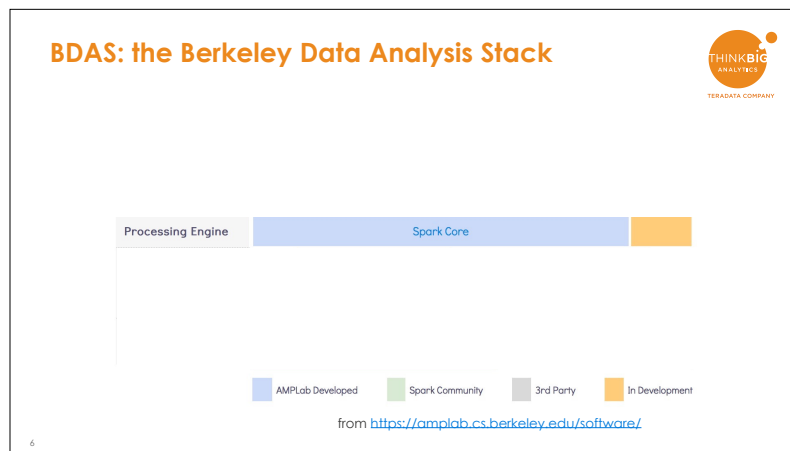 BDAS: the Berkeley Data Analysis Stack
THINKBiG
ANALYTICS
TERADATA COMPANY
Processing Engine
Spark Core
AMPLab Developed
Spark Community
3rd Party
In Development
from https://amplab.cs.berkeley.edu/software/
6